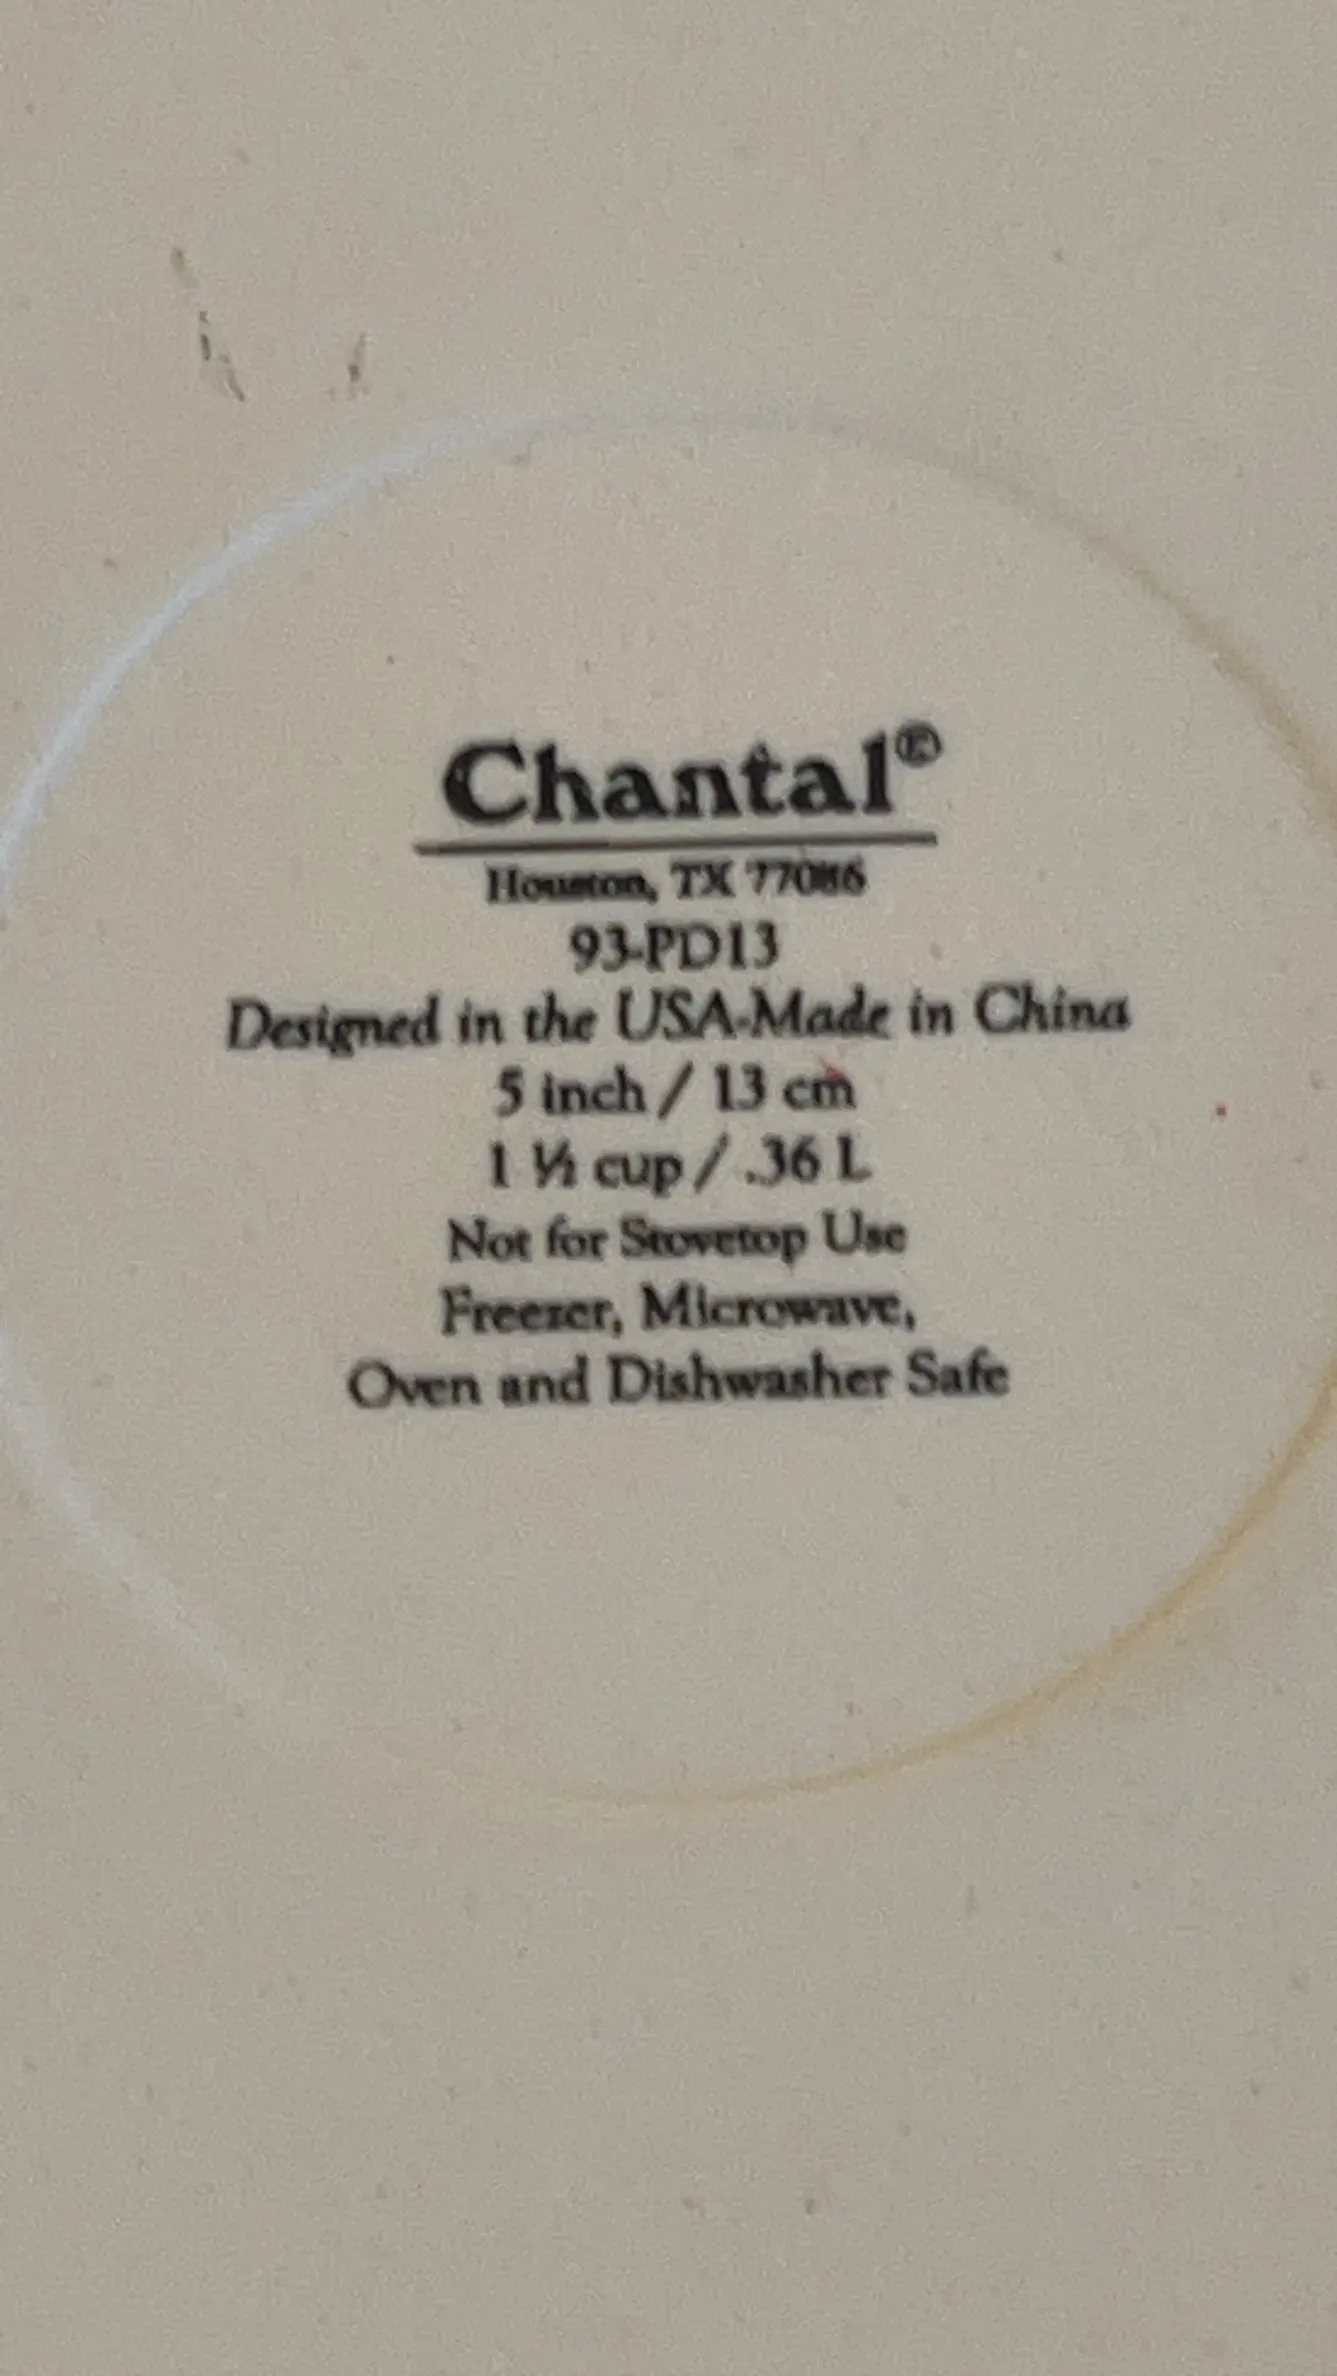 Chantal®
Houston, TX 77086
93-PD13
Designed in the USA-Made in China
5 inch / 13 cm
1 ½ cup / .36 L
Not for Stovetop Use
Freezer, Microwave,
Oven and Dishwasher Safe